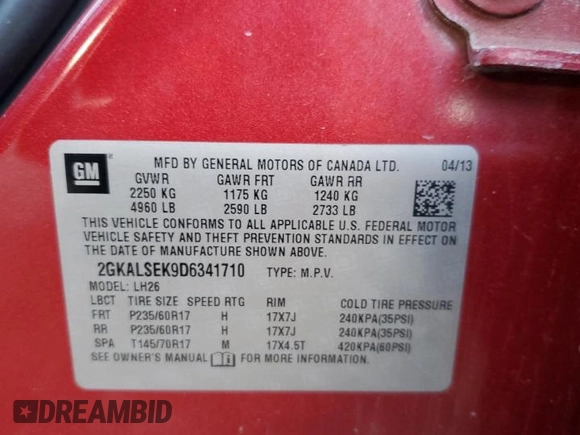 GM
MFD BY GENERAL MOTORS OF CANADA LTD. 04/13
GVWR GAWR FRT GAWR RR
2250 KG 1175 KG 1240 KG
4960 LB 2590 LB 2733 LB
THIS VEHICLE CONFORMS TO ALL APPLICABLE U.S. FEDERAL MOTOR
VEHICLE SAFETY AND THEFT PREVENTION STANDARDS IN EFFECT ON
THE DATE OF MANUFACTURE SHOWN ABOVE.
2GKALSEK9D6341710 TYPE: M.P.V.
MODEL: LH26
LBCT TIRE SIZE SPEED RTG RIM COLD TIRE PRESSURE
FRT P235/60R17 H 17X7J 240KPA(35PSI)
RR P235/60R17 H 17X7J 240KPA(35PSI)
SPA T145/70R17 M 17X4.5T 420KPA(60PSI)
SEE OWNER'S MANUAL FOR MORE INFORMATION.
DREAMBID